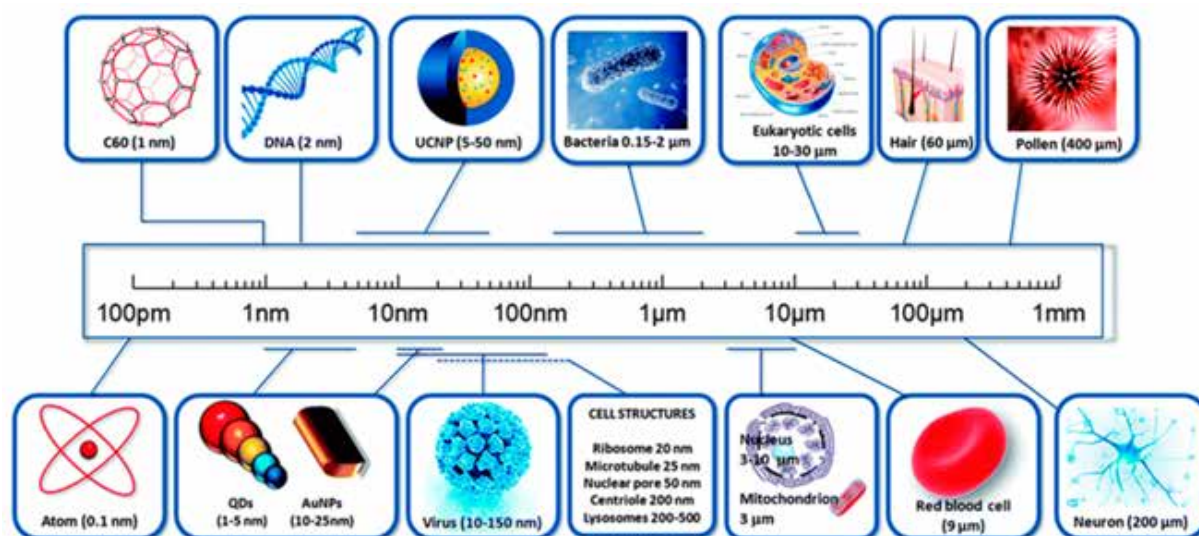 C60 (1 nm)
DNA (2 nm)
UCNP (5-50 nm)
Bacteria 0.15-2 µm
Eukaryotic cells
10-30 µm
Hair (60 µm)
Pollen (400 µm)
100pm 1nm 10nm 100nm 1µm 10µm 100µm 1mm
Atom (0.1 nm)
QDs
(1-5 nm)
AuNPs
(10-25nm)
Virus (10-150 nm)
CELL STRUCTURES
Ribosome 20 nm
Microtubule 25 nm
Nuclear pore 50 nm
Centriole 200 nm
Lysosomes 200-500
Nucleus
3-10 µm
Mitochondrion
3 µm
Red blood cell
(9 µm)
Neuron (200 µm)